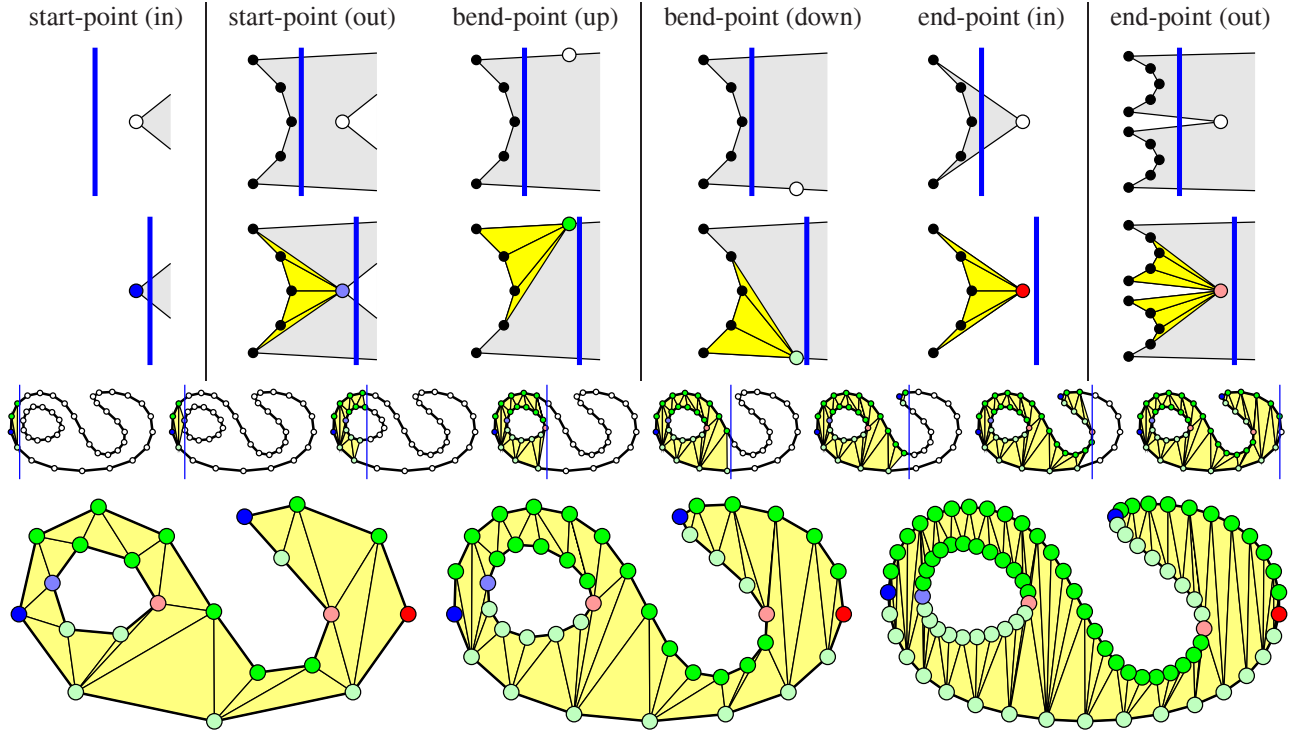 start-point (in) start-point (out) bend-point (up) bend-point (down) end-point (in) end-point (out)